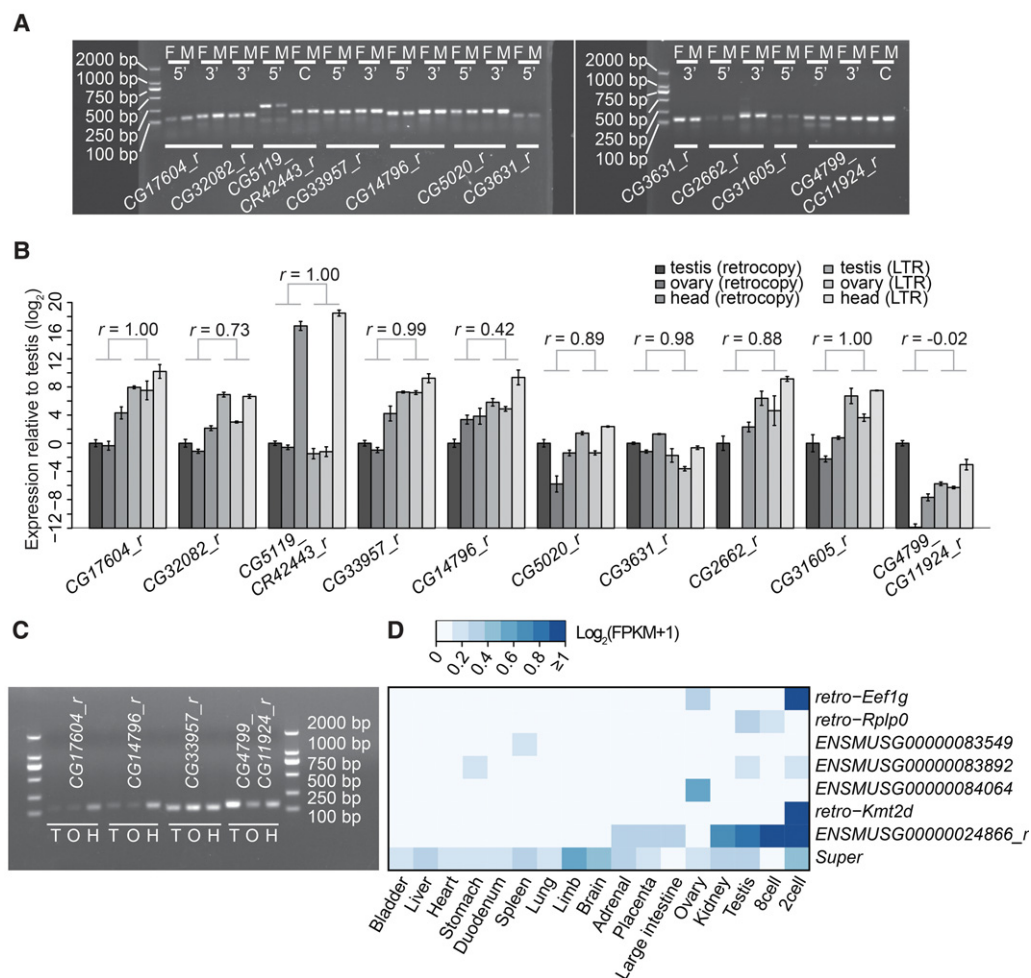 A
F M F M F M F M F M F M F M F M F M F M F M F M
5' 3' 3' 5' C 5' 3' 5' 3' 5' 3' 5'
2000 bp
1000 bp
750 bp
500 bp
250 bp
100 bp
CG17604_r
CG32082_r
CG5119_
CR42443_r
CG33957_r
CG14796_r
CG5020_r
CG3631_r
F M F M F M F M F M F M F M
3' 5' 3' 5' 5' 3' C
2000 bp
1000 bp
750 bp
500 bp
250 bp
100 bp
CG3631_r
CG2662_r
CG31605_r
CG4799_
CG11924_r
B
testis (retrocopy)
ovary (retrocopy)
head (retrocopy)
testis (LTR)
ovary (LTR)
head (LTR)
Expression relative to testis (log2)
20
16
12
8
4
0
−4
−8
−12
r = 1.00
r = 0.73
r = 1.00
r = 0.99
r = 0.42
r = 0.89
r = 0.98
r = 0.88
r = 1.00
r = -0.02
CG17604_r
CG32082_r
CG5119_
CR42443_r
CG33957_r
CG14796_r
CG5020_r
CG3631_r
CG2662_r
CG31605_r
CG4799_
CG11924_r
C
CG17604_r
CG14796_r
CG33957_r
CG4799_
CG11924_r
2000 bp
1000 bp
750 bp
500 bp
250 bp
100 bp
T O H T O H T O H T O H
D
Log2(FPKM+1)
0
0.2
0.4
0.6
0.8
≥1
retro−Eef1g
retro−Rplp0
ENSMUSG00000083549
ENSMUSG00000083892
ENSMUSG00000084064
retro−Kmt2d
ENSMUSG00000024866_r
Super
Bladder
Liver
Heart
Stomach
Duodenum
Spleen
Lung
Limb
Brain
Adrenal
Placenta
Large intestine
Ovary
Kidney
Testis
8cell
2cell